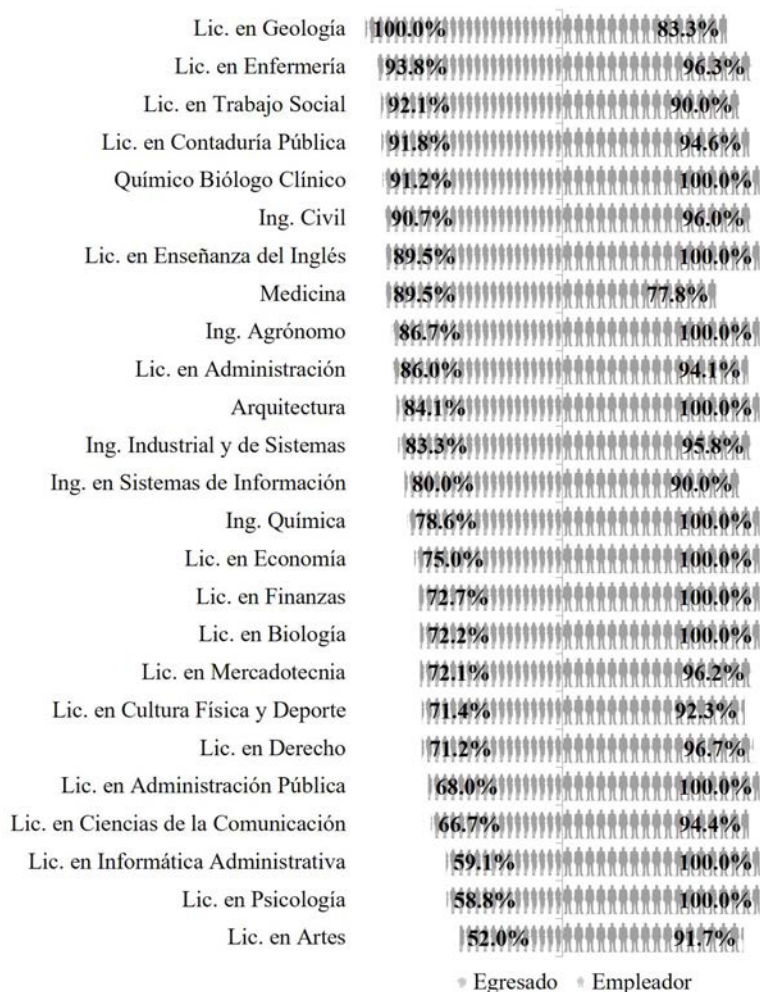 Lic. en Geología 100.0% 83.3%
Lic. en Enfermería 93.8% 96.3%
Lic. en Trabajo Social 92.1% 90.0%
Lic. en Contaduría Pública 91.8% 94.6%
Químico Biólogo Clínico 91.2% 100.0%
Ing. Civil 90.7% 96.0%
Lic. en Enseñanza del Inglés 89.5% 100.0%
Medicina 89.5% 77.8%
Ing. Agrónomo 86.7% 100.0%
Lic. en Administración 86.0% 94.1%
Arquitectura 84.1% 100.0%
Ing. Industrial y de Sistemas 83.3% 95.8%
Ing. en Sistemas de Información 80.0% 90.0%
Ing. Química 78.6% 100.0%
Lic. en Economía 75.0% 100.0%
Lic. en Finanzas 72.7% 100.0%
Lic. en Biología 72.2% 100.0%
Lic. en Mercadotecnia 72.1% 96.2%
Lic. en Cultura Física y Deporte 71.4% 92.3%
Lic. en Derecho 71.2% 96.7%
Lic. en Administración Pública 68.0% 100.0%
Lic. en Ciencias de la Comunicación 66.7% 94.4%
Lic. en Informática Administrativa 59.1% 100.0%
Lic. en Psicología 58.8% 100.0%
Lic. en Artes 52.0% 91.7%
Egresado Empleador